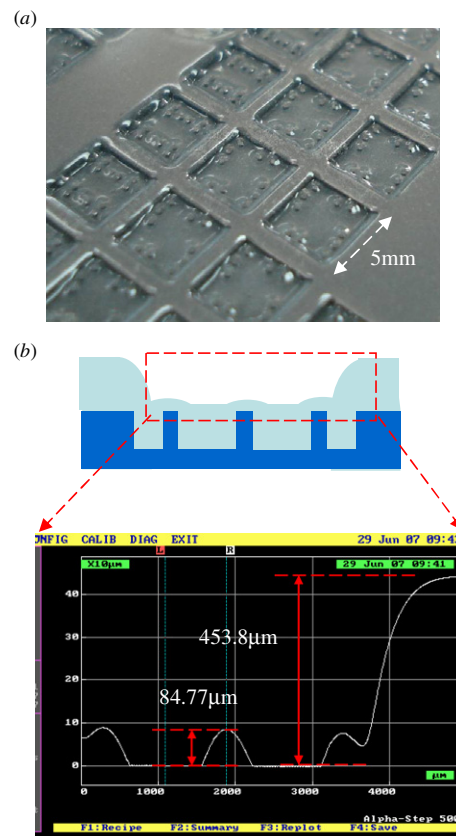 (a)
5mm
(b)
ONFIG CALIB DIAG EXIT 29 Jun 07 09:41
L R
X10µm 29 Jun 07 09:41
40
30
20
10
0
453.8µm
84.77µm
0 1000 2000 3000 4000
µm
Alpha-Step 500
F1:Recipe F2:Summary F3:Replot F4:Save